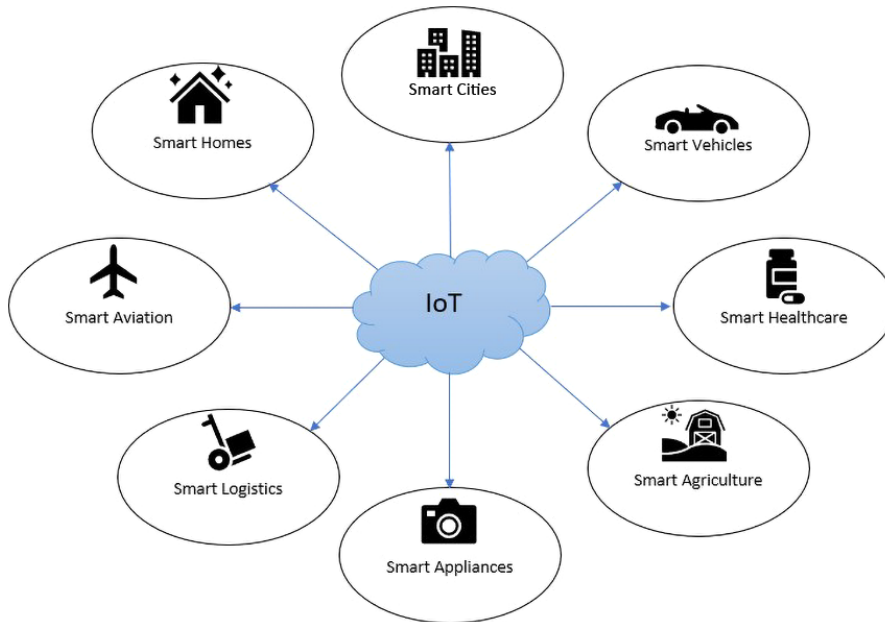 Smart Cities
Smart Homes
Smart Vehicles
IoT
Smart Aviation
Smart Healthcare
Smart Logistics
Smart Agriculture
Smart Appliances